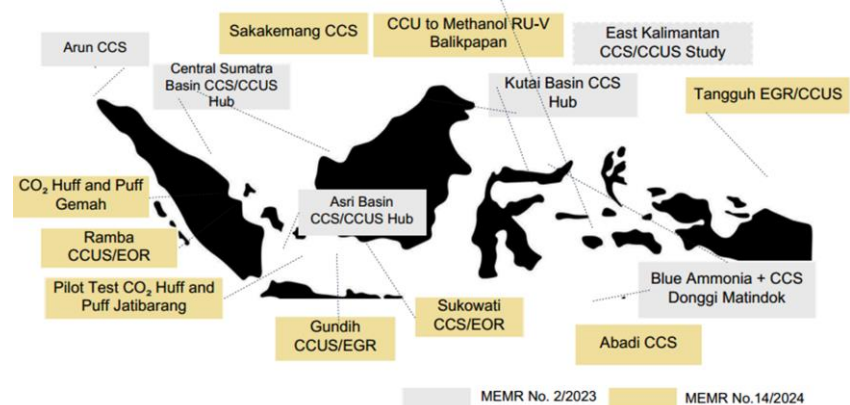 Sakakemang CCS
CCU to Methanol RU-V
Balikpapan
East Kalimantan
CCS/CCUS Study
Arun CCS
Central Sumatra
Basin CCS/CCUS
Hub
Kutai Basin CCS
Hub
Tangguh EGR/CCUS
CO₂ Huff and Puff
Gemah
Asri Basin
CCS/CCUS Hub
Ramba
CCUS/EOR
Pilot Test CO₂ Huff and
Puff Jatibarang
Gundih
CCUS/EGR
Sukowati
CCS/EOR
Blue Ammonia + CCS
Donggi Matindok
Abadi CCS
MEMR No. 2/2023
MEMR No.14/2024